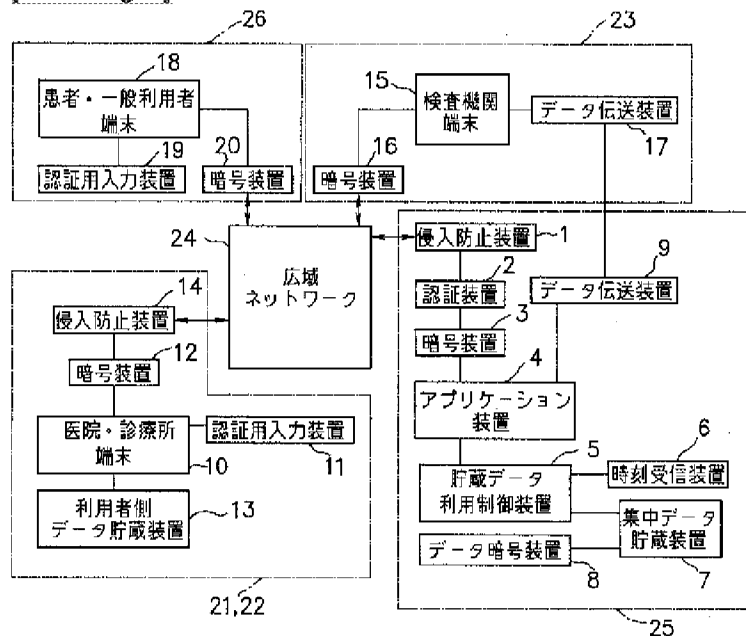 26
18
患者・一般利用者
端末
19
認証用入力装置
20
暗号装置
23
15
検査機関
端末
データ伝送装置
17
16
暗号装置
24
広域
ネットワーク
侵入防止装置
1
2
認証装置
3
暗号装置
9
データ伝送装置
4
アプリケーション
装置
5
貯蔵データ
利用制御装置
6
時刻受信装置
集中データ
貯蔵装置
7
データ暗号装置
8
25
14
侵入防止装置
12
暗号装置
医院・診療所
端末
10
認証用入力装置
11
利用者側
データ貯蔵装置
13
21,22